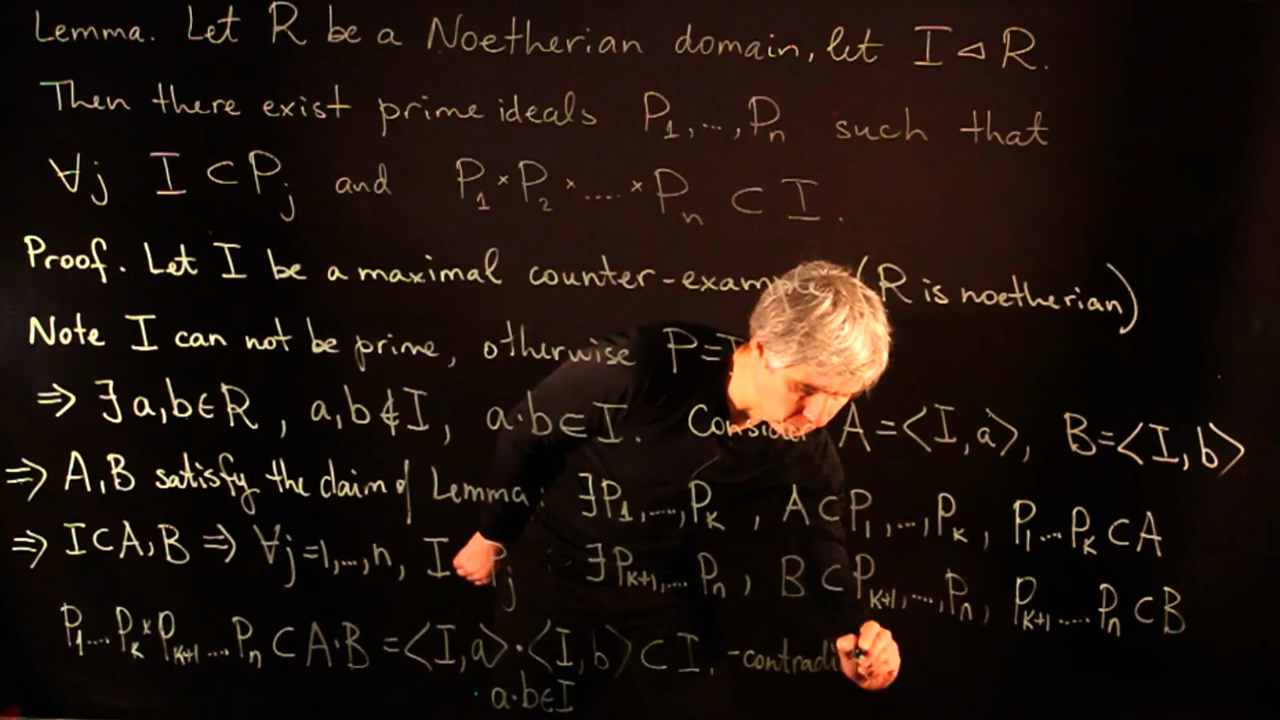 Lemma. Let R be a Noetherian domain, let I ◁ R.
Then there exist prime ideals P₁,...,Pₙ such that
∀j I ⊂ Pⱼ and P₁ × P₂ × .... × Pₙ ⊂ I.
Proof. Let I be a maximal counter-example (R is noetherian)
Note I can not be prime, otherwise P=I
⇒ ∃ a,b∈R, a,b∉I, a·b∈I. Consider A=<I,a>, B=<I,b>
⇒ A,B satisfy the claim of Lemma: ∃P₁,...,Pₖ, A⊂P₁,...,Pₖ, P₁...Pₖ⊂A
⇒ I⊂A,B ⇒ ∀j=1,...,n, I Pⱼ ∃Pₖ₊₁,...Pₙ, B⊂Pₖ₊₁,...,Pₙ, Pₖ₊₁.....Pₙ⊂B
P₁...Pₖ×Pₖ₊₁...Pₙ⊂A·B=<I,a>·<I,b>⊂I, -contradi
a·b∈I